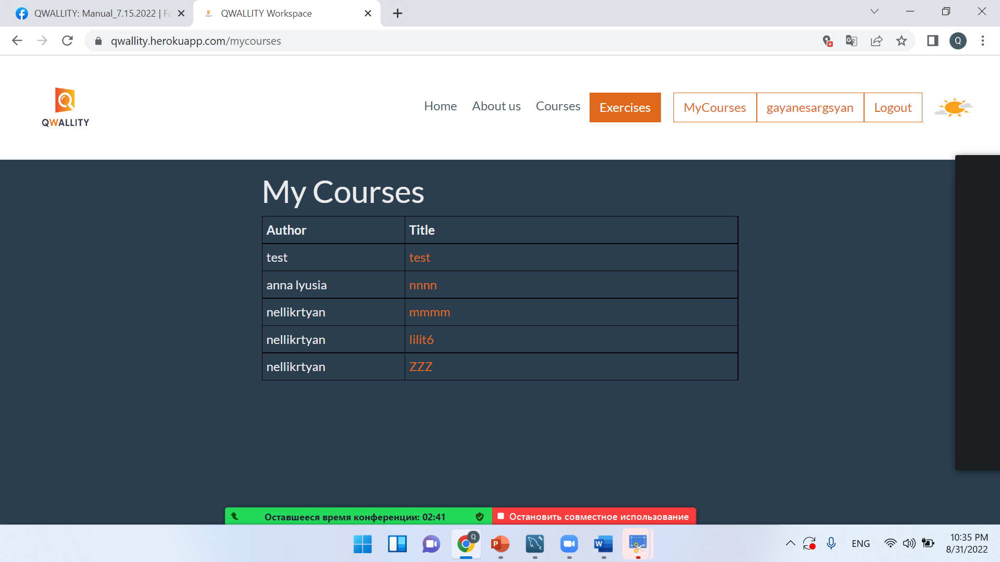 QWALLITY: Manual_7.15.2022 | Fa
QWALLITY Workspace
qwallity.herokuapp.com/mycourses
Q
QWALLITY
Home
About us
Courses
Exercises
MyCourses
gayanesargsyan
Logout
My Courses
Author Title
test test
anna lyusia nnnn
nellikrtyan mmmm
nellikrtyan lilit6
nellikrtyan ZZZ
Оставшееся время конференции: 02:41
Остановить совместное использование
ENG
10:35 PM
8/31/2022